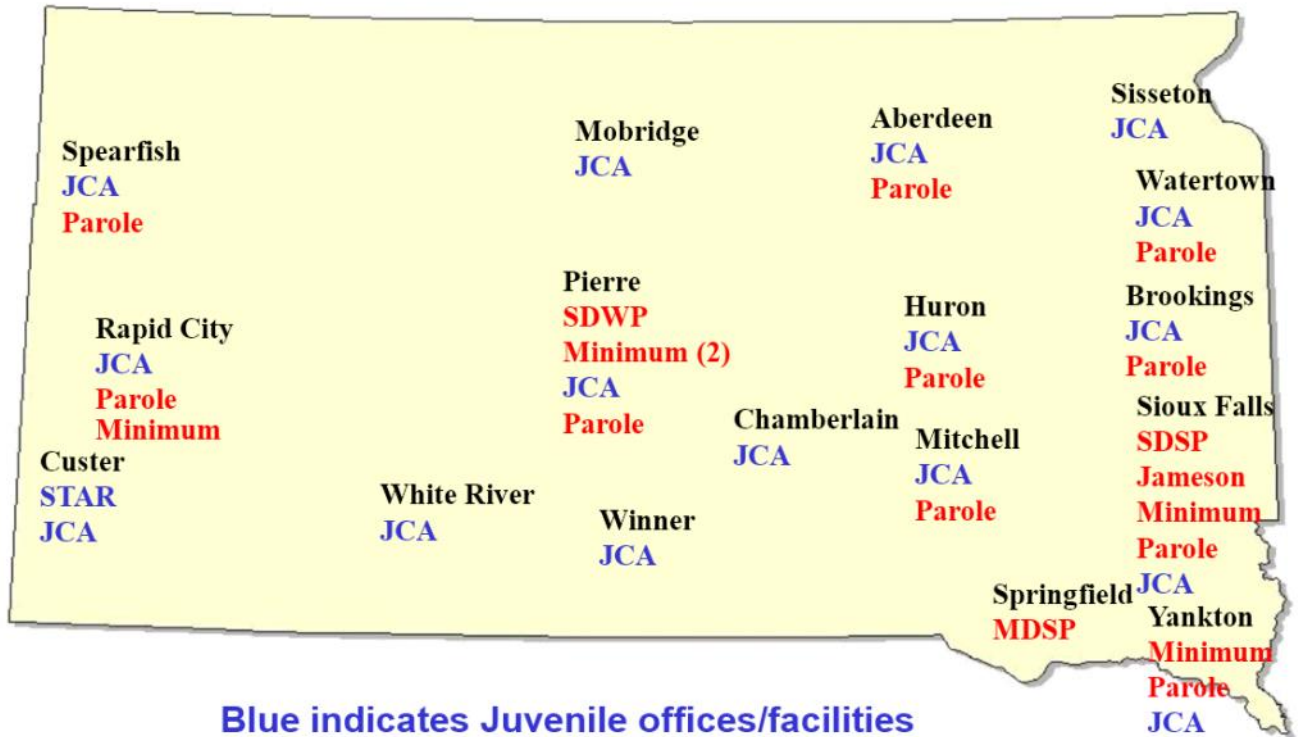 Spearfish
JCA
Parole
Mobridge
JCA
Aberdeen
JCA
Parole
Sisseton
JCA
Watertown
JCA
Parole
Rapid City
JCA
Parole
Minimum
Pierre
SDWP
Minimum (2)
JCA
Parole
Huron
JCA
Parole
Brookings
JCA
Parole
Custer
STAR
JCA
White River
JCA
Winner
JCA
Chamberlain
JCA
Mitchell
JCA
Parole
Sioux Falls
SDSP
Jameson
Minimum
Parole
JCA
Springfield
MDSP
Yankton
Minimum
Parole
JCA
Blue indicates Juvenile offices/facilities